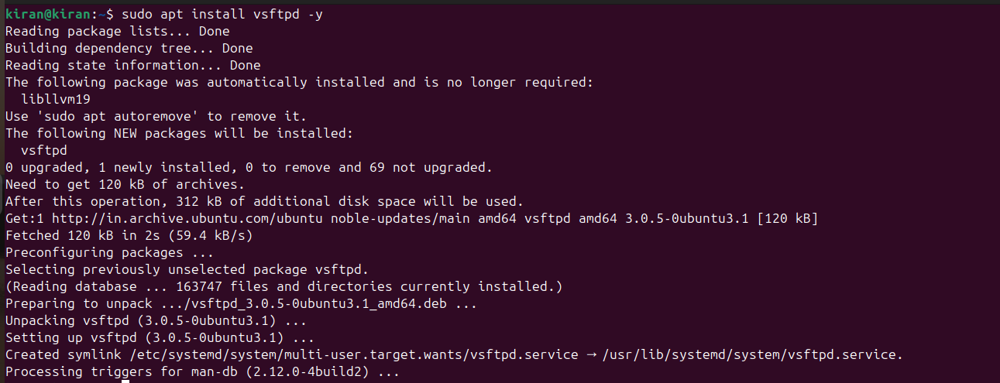 kiran@kiran:~$ sudo apt install vsftpd -y
Reading package lists... Done
Building dependency tree... Done
Reading state information... Done
The following package was automatically installed and is no longer required:
  libllvm19
Use 'sudo apt autoremove' to remove it.
The following NEW packages will be installed:
  vsftpd
0 upgraded, 1 newly installed, 0 to remove and 69 not upgraded.
Need to get 120 kB of archives.
After this operation, 312 kB of additional disk space will be used.
Get:1 http://in.archive.ubuntu.com/ubuntu noble-updates/main amd64 vsftpd amd64 3.0.5-0ubuntu3.1 [120 kB]
Fetched 120 kB in 2s (59.4 kB/s)
Preconfiguring packages ...
Selecting previously unselected package vsftpd.
(Reading database ... 163747 files and directories currently installed.)
Preparing to unpack .../vsftpd_3.0.5-0ubuntu3.1_amd64.deb ...
Unpacking vsftpd (3.0.5-0ubuntu3.1) ...
Setting up vsftpd (3.0.5-0ubuntu3.1) ...
Created symlink /etc/systemd/system/multi-user.target.wants/vsftpd.service → /usr/lib/systemd/system/vsftpd.service.
Processing triggers for man-db (2.12.0-4build2) ...